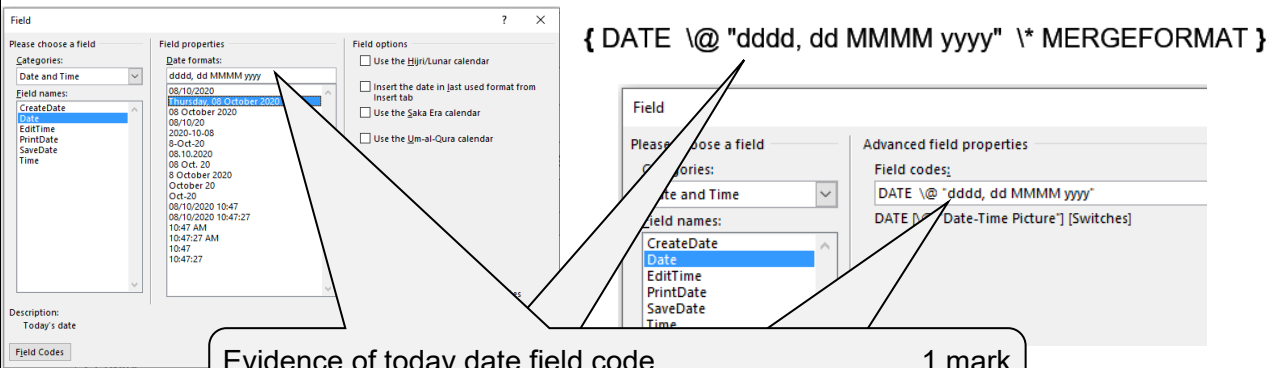 Field ? ×
Please choose a field
Categories:
Date and Time
Field names:
CreateDate
Date
EditTime
PrintDate
SaveDate
Time
Description:
Today's date
Field Codes
Field properties
Date formats:
dddd, dd MMMM yyyy
08/10/2020
Thursday, 08 October 2020
08 October 2020
08/10/20
2020-10-08
8-Oct-20
08.10.2020
08 Oct. 20
8 October 2020
October 20
Oct-20
08/10/2020 10:47
08/10/2020 10:47:27
10:47 AM
10:47:27 AM
10:47
10:47:27
Field options
Use the Hijri/Lunar calendar
Insert the date in last used format from
Insert tab
Use the Saka Era calendar
Use the Um-al-Qura calendar
{ DATE \@ "dddd, dd MMMM yyyy" \* MERGEFORMAT }
Field
Please choose a field
Categories:
Date and Time
Field names:
CreateDate
Date
EditTime
PrintDate
SaveDate
Time
Advanced field properties
Field codes:
DATE \@ "dddd, dd MMMM yyyy"
DATE [\@ "Date-Time Picture"] [Switches]
Evidence of today date field code 1 mark